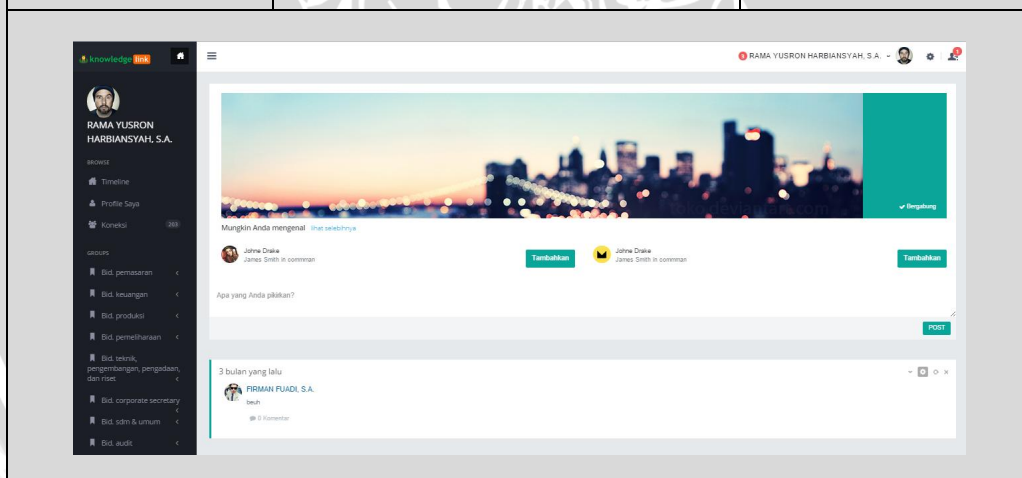 knowledge link
RAMA YUSRON HARBIANSYAH, S.A.
RAMA YUSRON
HARBIANSYAH, S.A.
BROWSE
Timeline
Profile Saya
Koneksi 283
GROUPS
Bid. pemasaran
Bid. keuangan
Bid. produksi
Bid. pemeliharaan
Bid. teknik,
pengembangan, pengadaan,
dan riset
Bid. corporate secretary
Bid. sdm & umum
Bid. audit
Bergabung
Mungkin Anda mengenal lihat selebihnya
Johne Drake
James Smith in commman
Tambahkan
Johne Drake
James Smith in commman
Tambahkan
Apa yang Anda pikirkan?
POST
3 bulan yang lalu
FIRMAN FUADI, S.A.
beuh
0 Komentar